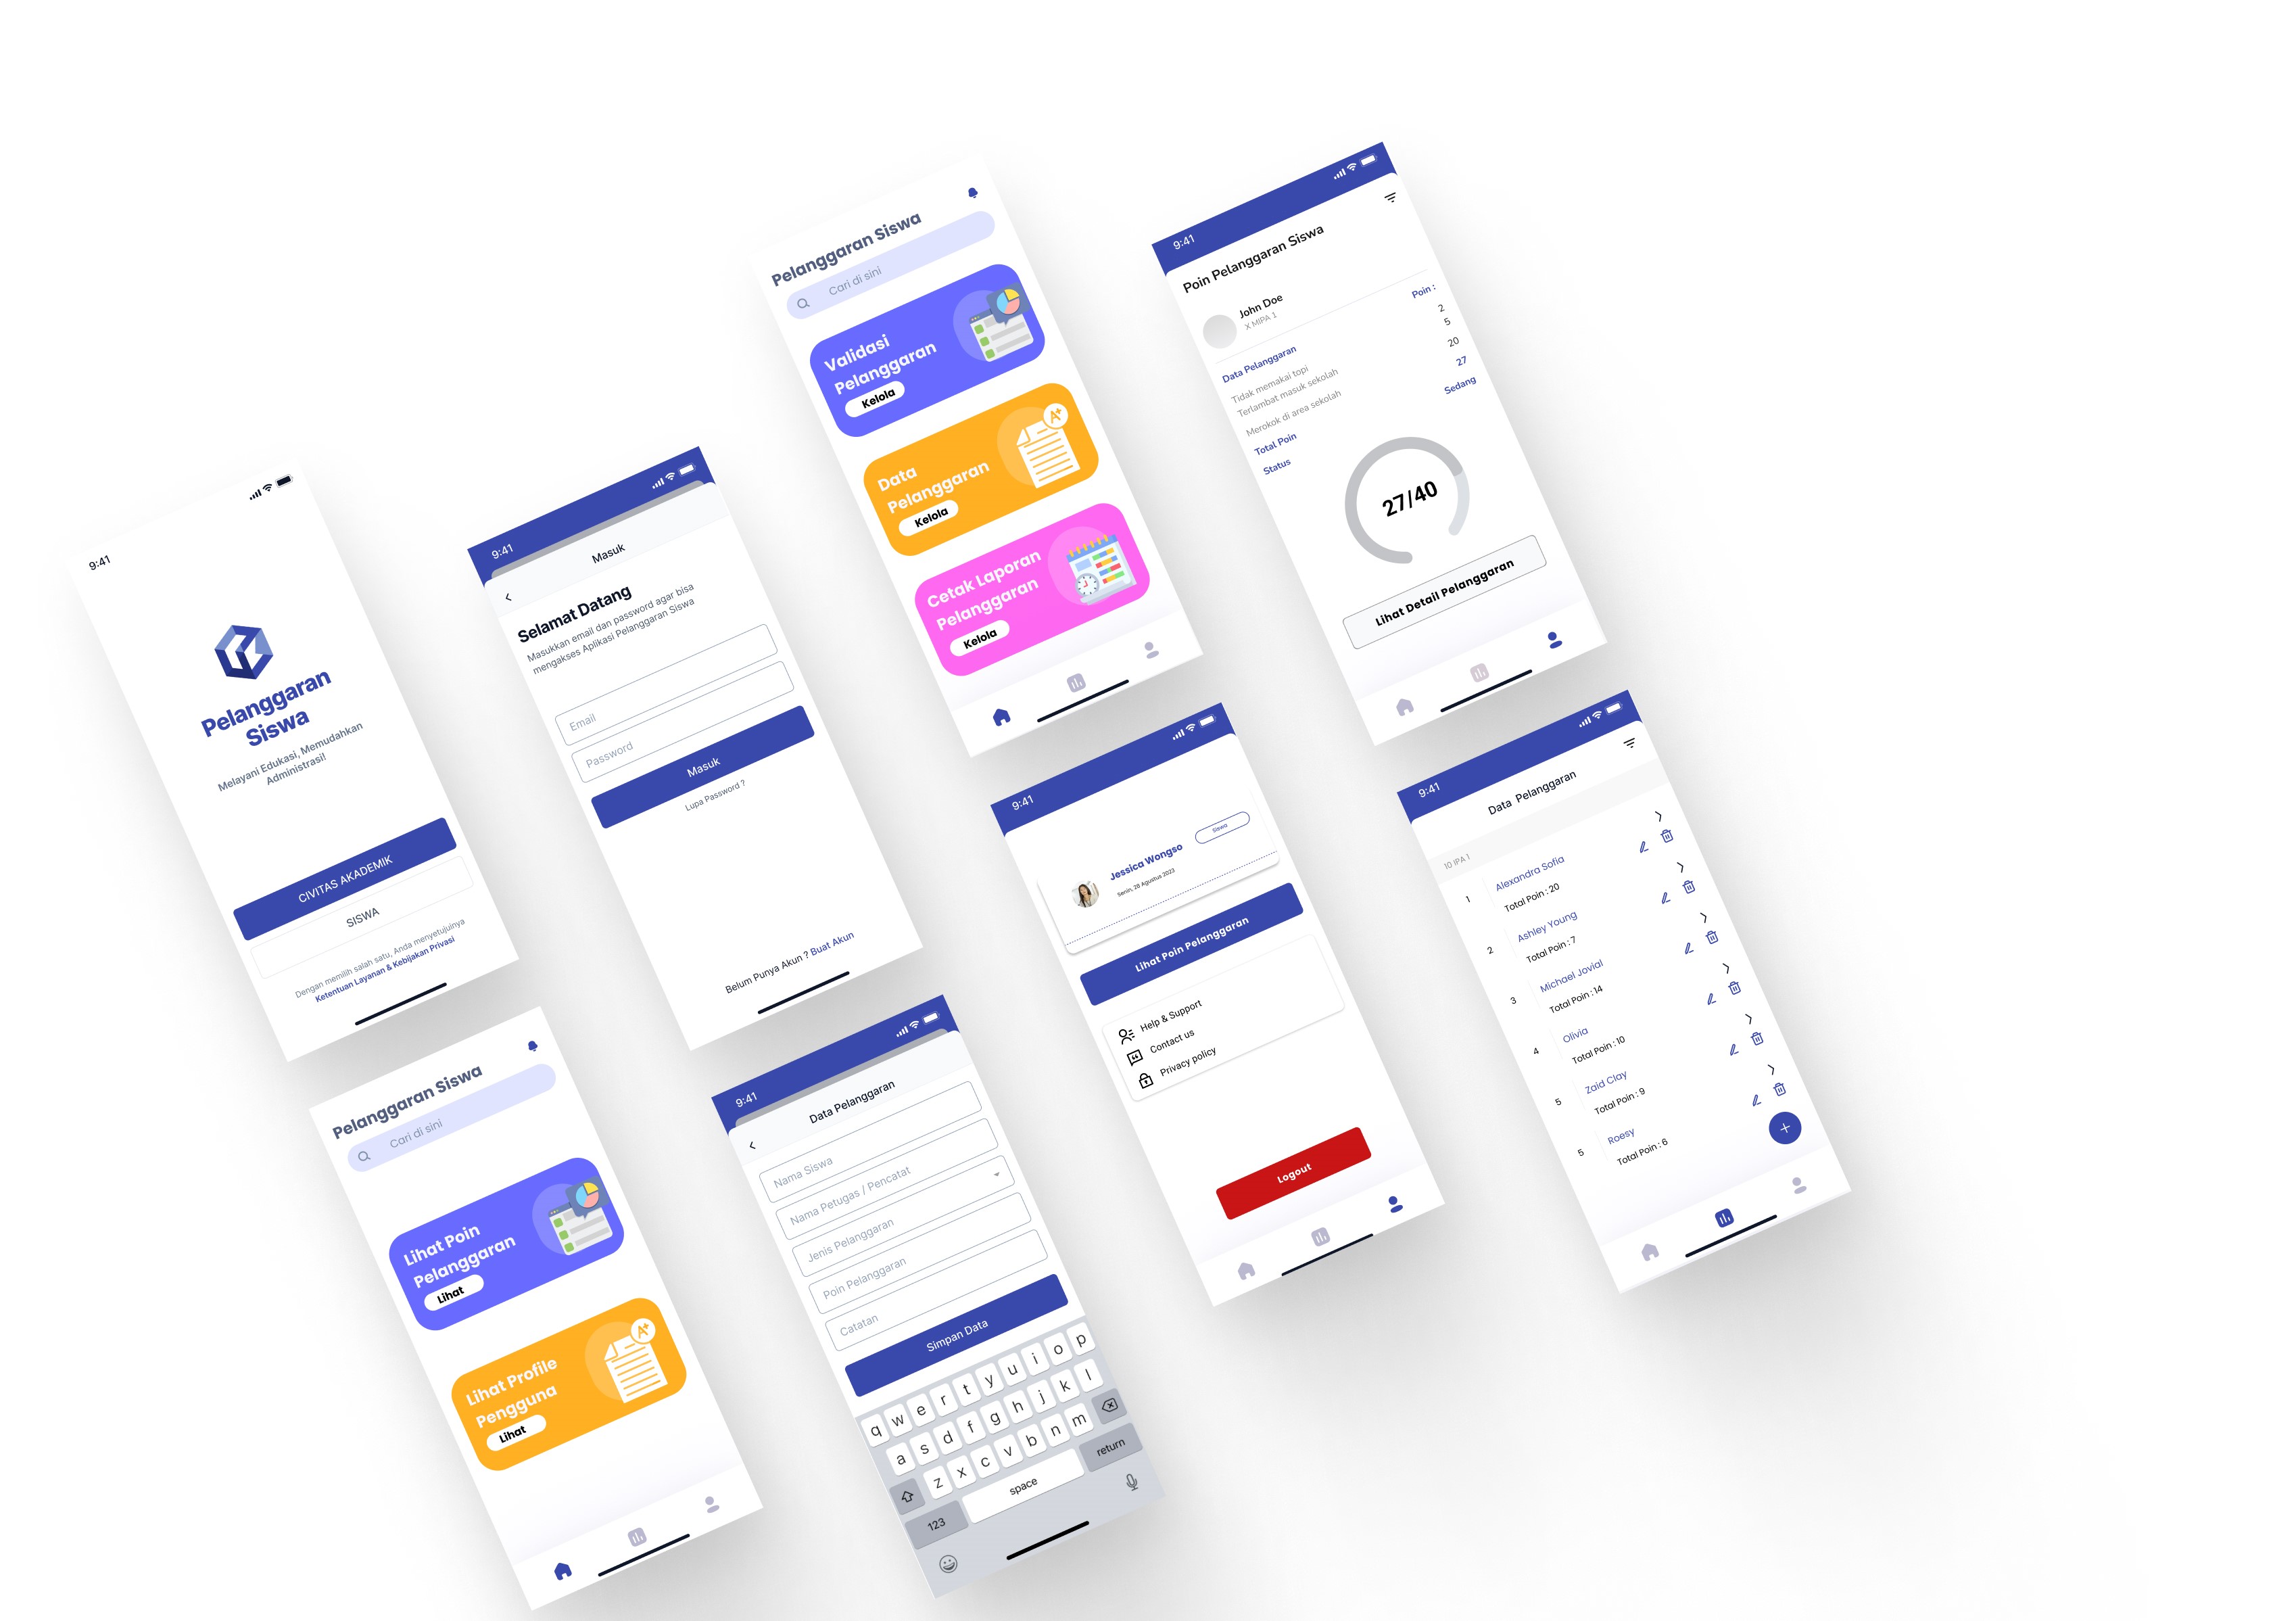 9:41
Pelanggaran
Siswa
Melayani Edukasi, Memudahkan
Administrasi!
CIVITAS AKADEMIK
SISWA
Dengan memilih salah satu, Anda menyetujuinya
Ketentuan Layanan & Kebijakan Privasi
9:41
Masuk
Selamat Datang
Masukkan email dan password agar bisa
mengakses Aplikasi Pelanggaran Siswa
Email
Password
Masuk
Lupa Password ?
Belum Punya Akun ? Buat Akun
Pelanggaran Siswa
Cari di sini
Validasi
Pelanggaran
Kelola
Data
Pelanggaran
Kelola
A+
Cetak Laporan
Pelanggaran
Kelola
9:41
Poin Pelanggaran Siswa
John Doe
X MIPA 1
Poin :
Data Pelanggaran
Tidak memakai topi 2
Terlambat masuk sekolah 5
Merokok di area sekolah 20
Total Poin 27
Status Sedang
27/40
Lihat Detail Pelanggaran
Pelanggaran Siswa
Cari di sini
Lihat Poin
Pelanggaran
Lihat
Lihat Profile
Pengguna
Lihat
A+
9:41
Data Pelanggaran
Nama Siswa
Nama Petugas / Pencatat
Jenis Pelanggaran
Poin Pelanggaran
Catatan
Simpan Data
q w e r t y u i o p
a s d f g h j k l
z x c v b n m
123 space return
9:41
Jessica Wongso
Siswa
Senin, 28 Agustus 2023
Lihat Poin Pelanggaran
Help & Support
Contact us
Privacy policy
Logout
9:41
Data Pelanggaran
10 IPA 1
1 Alexandra Sofia
Total Poin : 20
2 Ashley Young
Total Poin : 7
3 Michael Jovial
Total Poin : 14
4 Olivia
Total Poin : 10
5 Zaid Clay
Total Poin : 9
5 Roesy
Total Poin : 6